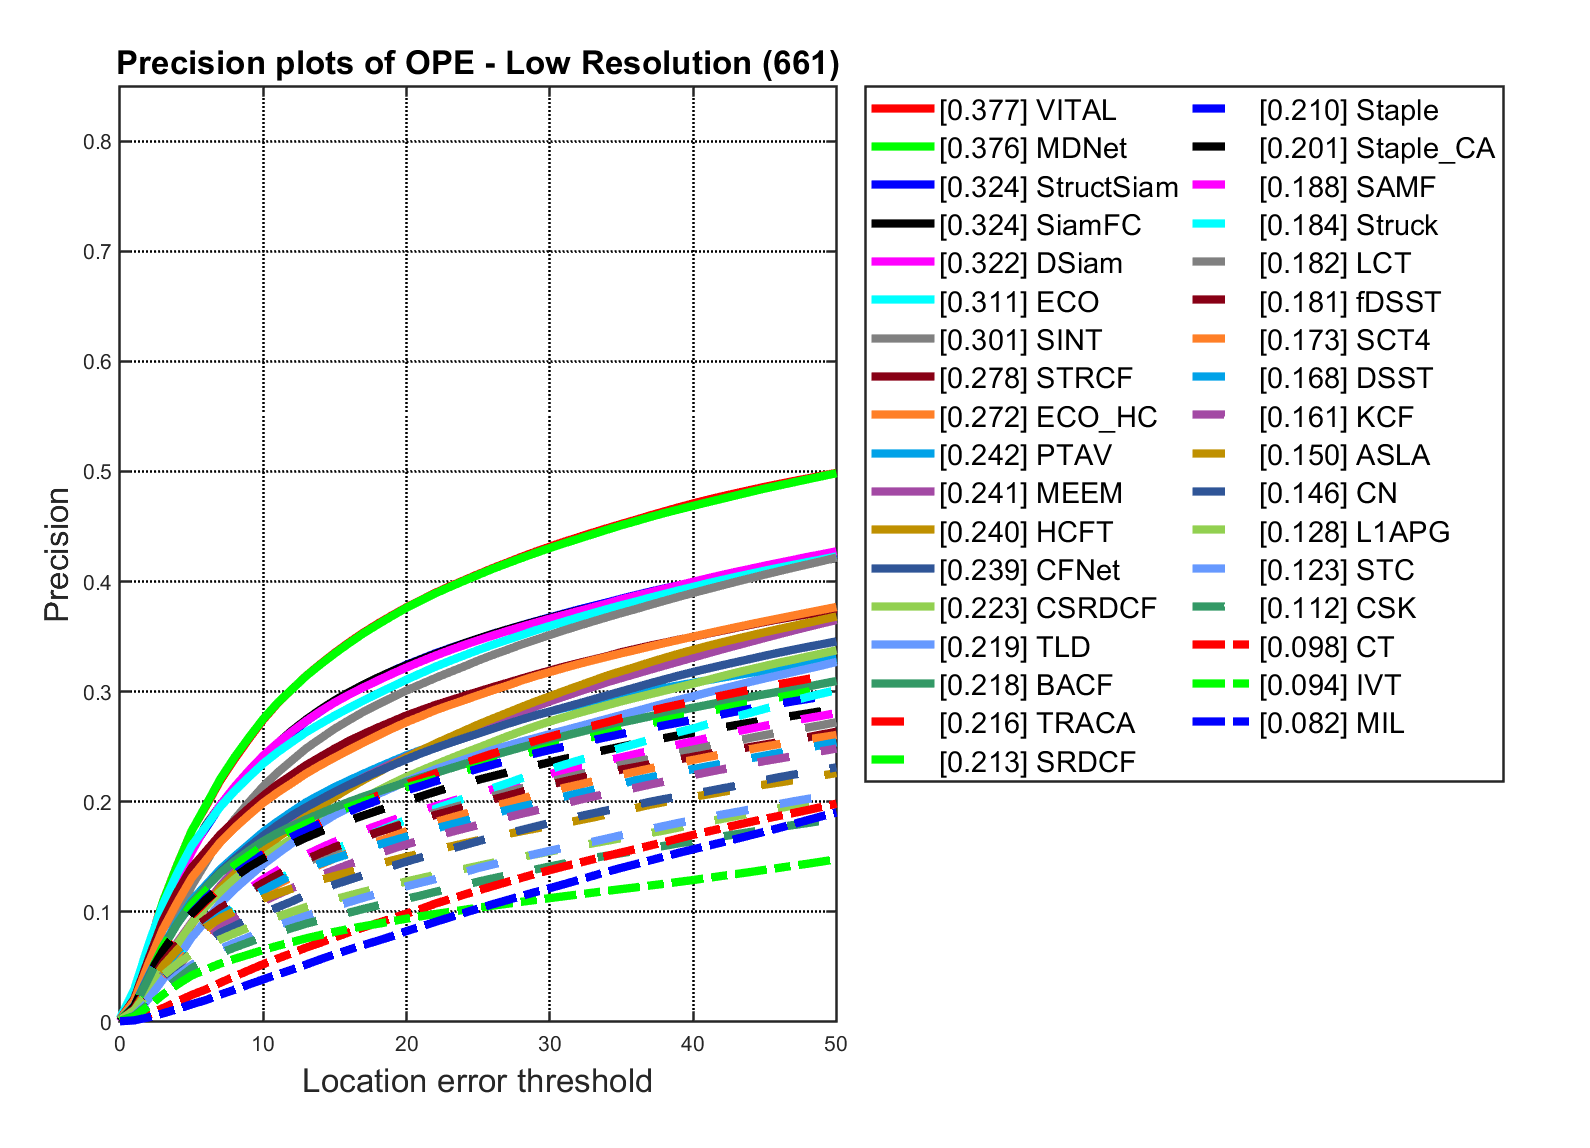 Precision plots of OPE - Low Resolution (661)
0.8
0.7
0.6
0.5
0.4
0.3
0.2
0.1
0
0
10
20
30
40
50
Precision
Location error threshold
[0.377] VITAL
[0.376] MDNet
[0.324] StructSiam
[0.324] SiamFC
[0.322] DSiam
[0.311] ECO
[0.301] SINT
[0.278] STRCF
[0.272] ECO_HC
[0.242] PTAV
[0.241] MEEM
[0.240] HCFT
[0.239] CFNet
[0.223] CSRDCF
[0.219] TLD
[0.218] BACF
[0.216] TRACA
[0.213] SRDCF
[0.210] Staple
[0.201] Staple_CA
[0.188] SAMF
[0.184] Struck
[0.182] LCT
[0.181] fDSST
[0.173] SCT4
[0.168] DSST
[0.161] KCF
[0.150] ASLA
[0.146] CN
[0.128] L1APG
[0.123] STC
[0.112] CSK
[0.098] CT
[0.094] IVT
[0.082] MIL